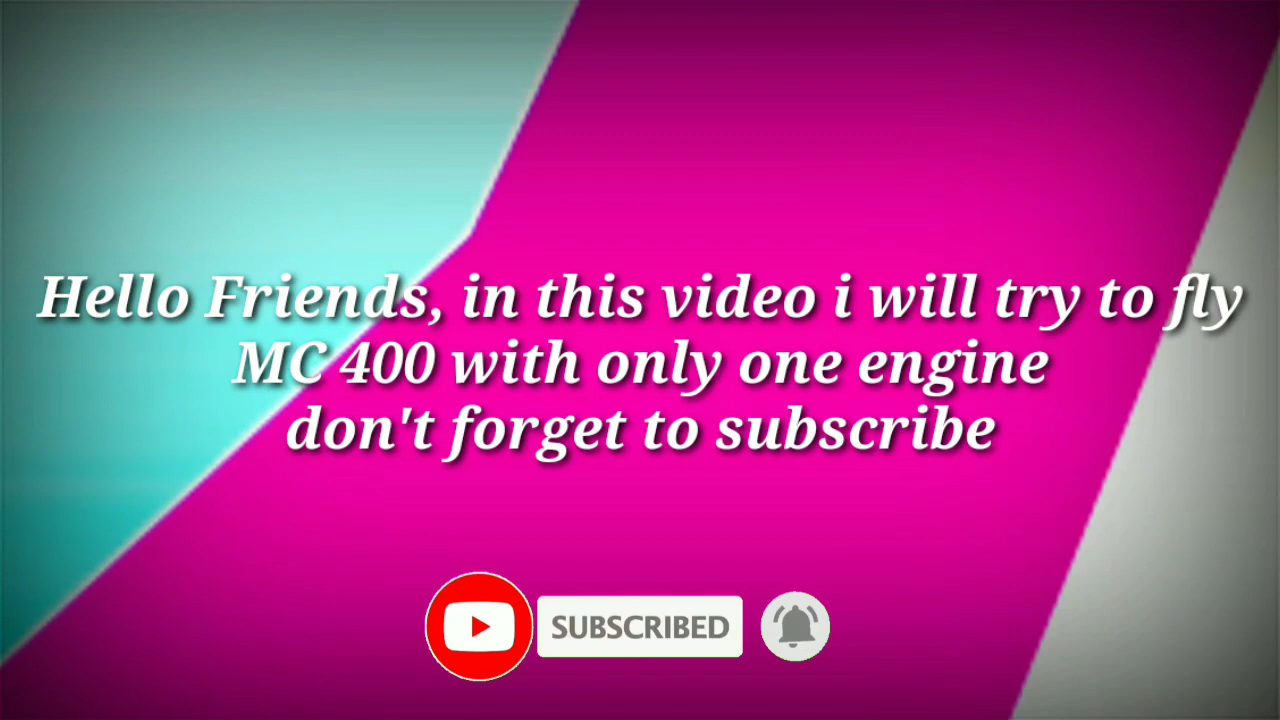 Hello Friends, in this video i will try to fly
MC 400 with only one engine
don't forget to subscribe
SUBSCRIBED